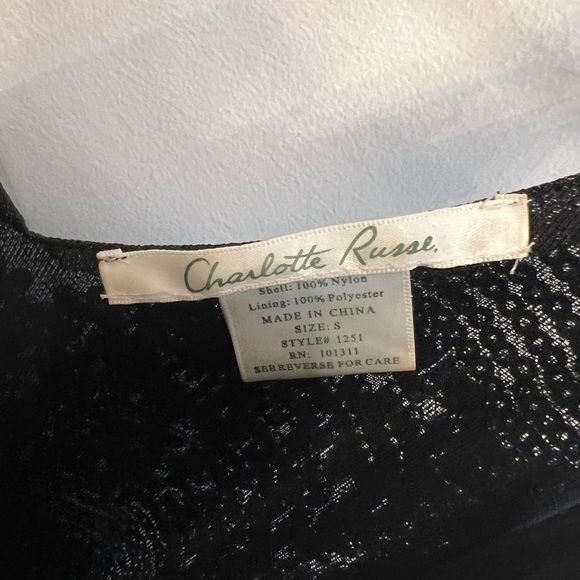 Charlotte Russe.
Shell: 100% Nylon
Lining: 100% Polyester
MADE IN CHINA
SIZE: S
STYLE# 1251
RN: 101311
SEE REVERSE FOR CARE